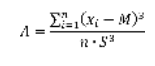 A = \frac{\sum_{i=1}^{n}(x_i - M)^3}{n \cdot S^3}